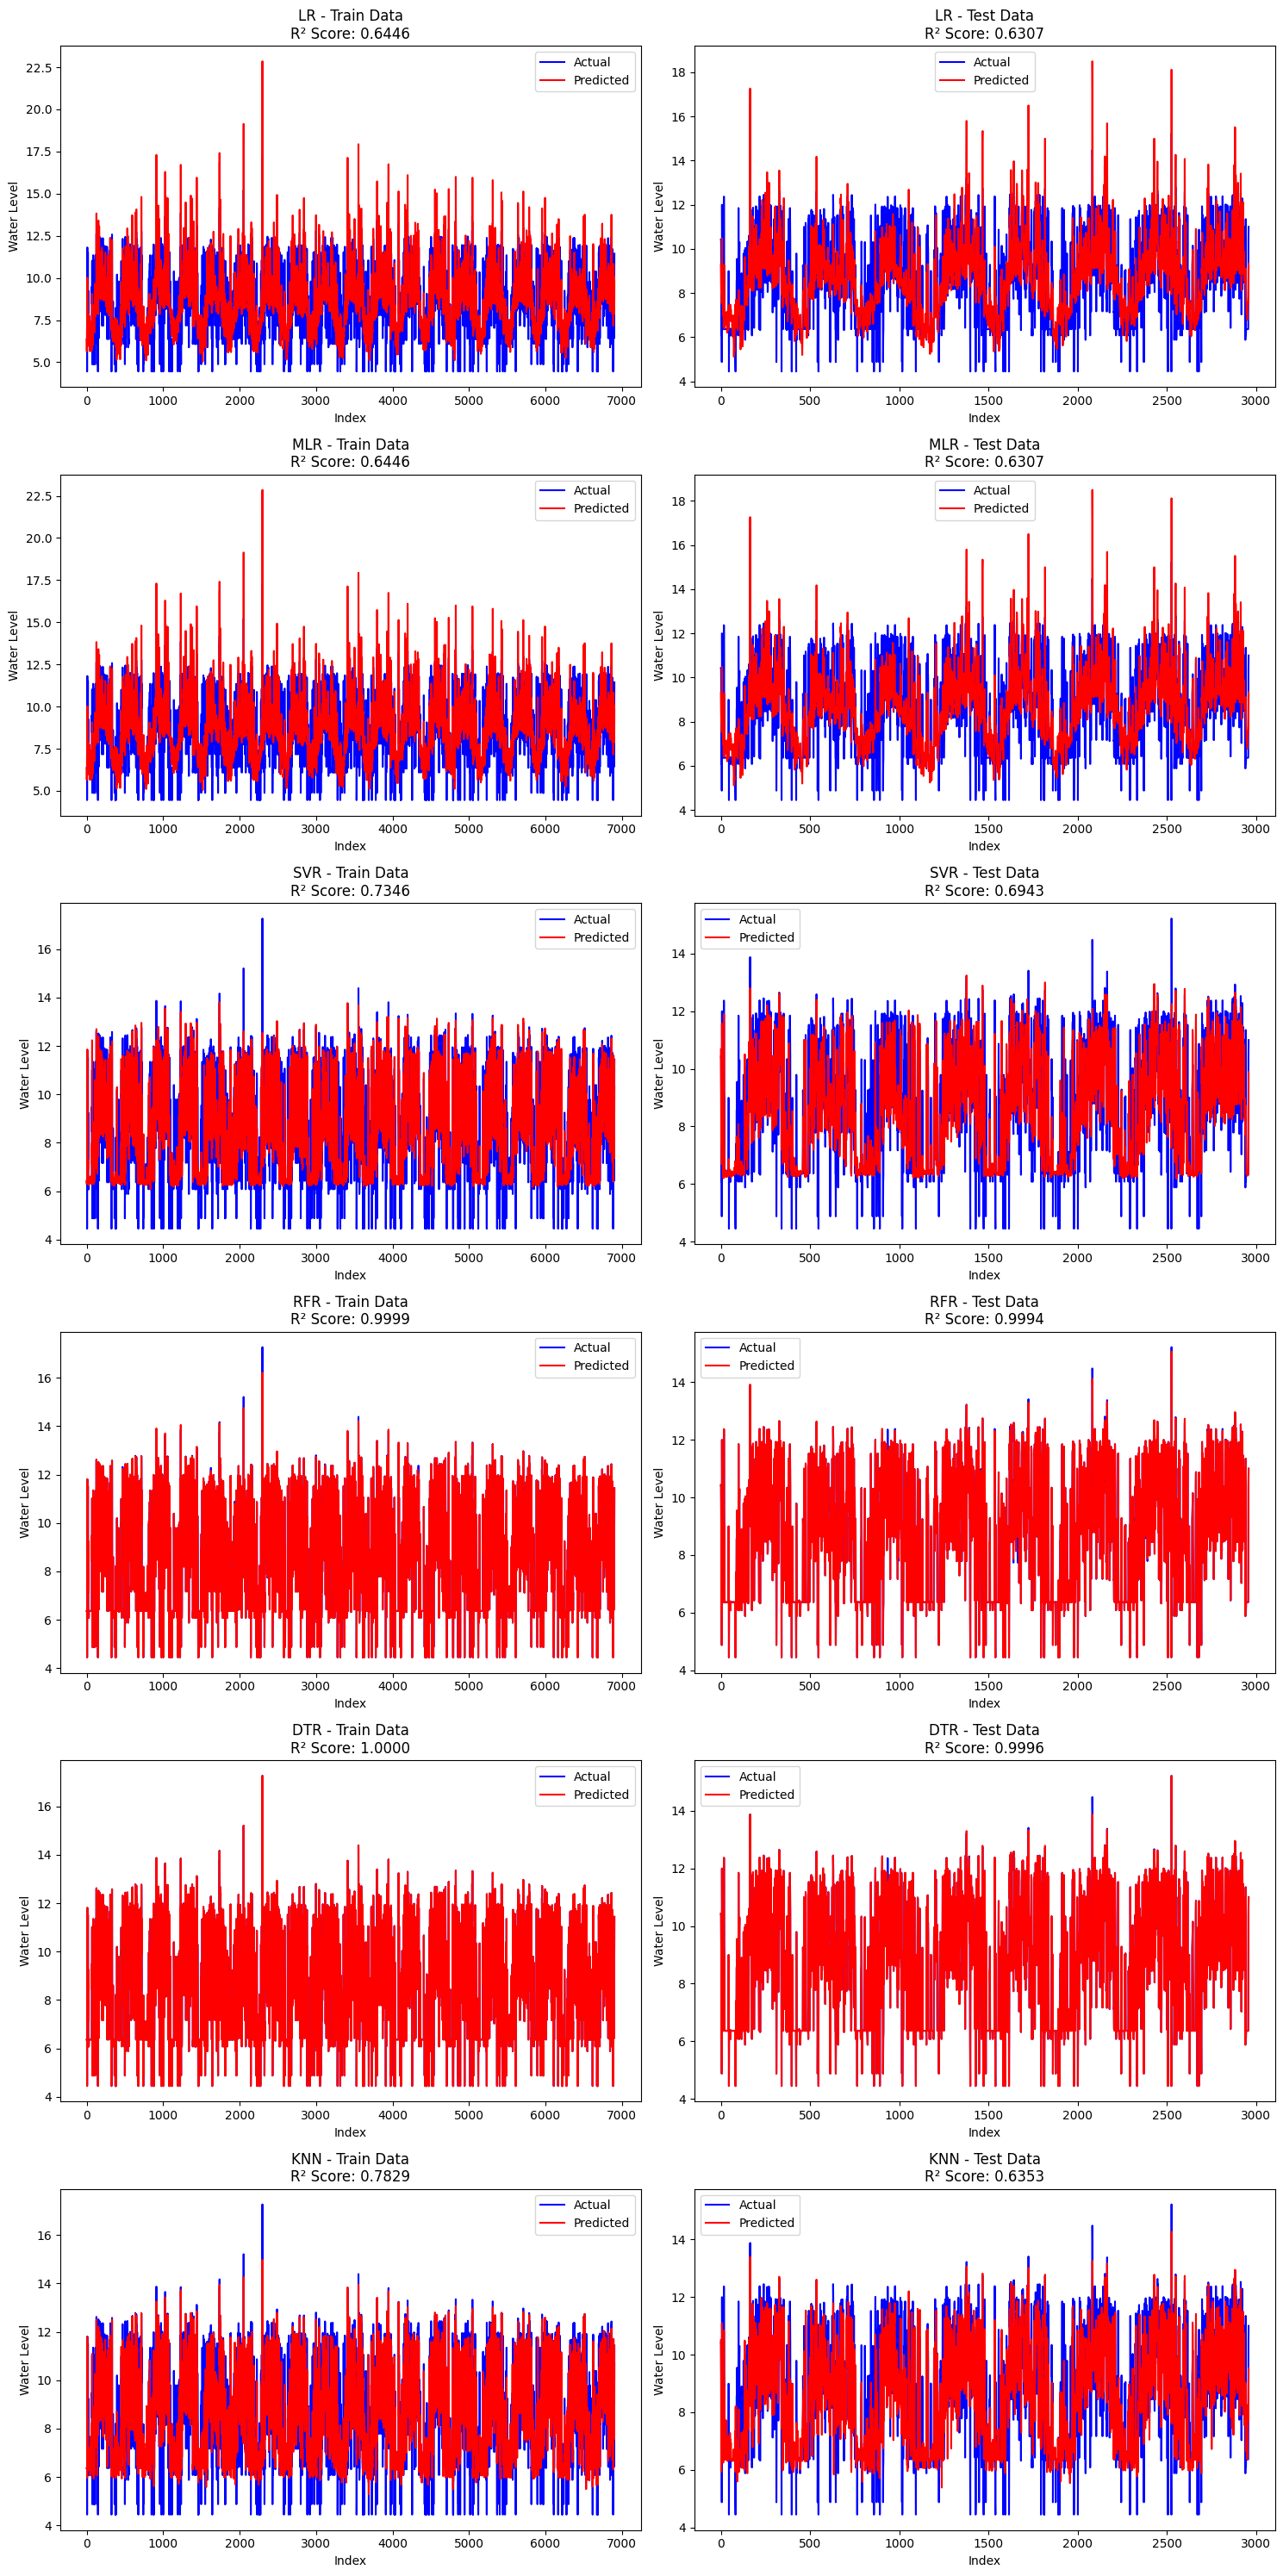 LR - Train Data
R² Score: 0.6446
Actual
Predicted
22.5
20.0
17.5
15.0
12.5
10.0
7.5
5.0
Water Level
0 1000 2000 3000 4000 5000 6000 7000
Index
LR - Test Data
R² Score: 0.6307
Actual
Predicted
18
16
14
12
10
8
6
4
Water Level
0 500 1000 1500 2000 2500 3000
Index
MLR - Train Data
R² Score: 0.6446
Actual
Predicted
22.5
20.0
17.5
15.0
12.5
10.0
7.5
5.0
Water Level
0 1000 2000 3000 4000 5000 6000 7000
Index
MLR - Test Data
R² Score: 0.6307
Actual
Predicted
18
16
14
12
10
8
6
4
Water Level
0 500 1000 1500 2000 2500 3000
Index
SVR - Train Data
R² Score: 0.7346
Actual
Predicted
16
14
12
10
8
6
4
Water Level
0 1000 2000 3000 4000 5000 6000 7000
Index
SVR - Test Data
R² Score: 0.6943
Actual
Predicted
14
12
10
8
6
4
Water Level
0 500 1000 1500 2000 2500 3000
Index
RFR - Train Data
R² Score: 0.9999
Actual
Predicted
16
14
12
10
8
6
4
Water Level
0 1000 2000 3000 4000 5000 6000 7000
Index
RFR - Test Data
R² Score: 0.9994
Actual
Predicted
14
12
10
8
6
4
Water Level
0 500 1000 1500 2000 2500 3000
Index
DTR - Train Data
R² Score: 1.0000
Actual
Predicted
16
14
12
10
8
6
4
Water Level
0 1000 2000 3000 4000 5000 6000 7000
Index
DTR - Test Data
R² Score: 0.9996
Actual
Predicted
14
12
10
8
6
4
Water Level
0 500 1000 1500 2000 2500 3000
Index
KNN - Train Data
R² Score: 0.7829
Actual
Predicted
16
14
12
10
8
6
4
Water Level
0 1000 2000 3000 4000 5000 6000 7000
Index
KNN - Test Data
R² Score: 0.6353
Actual
Predicted
14
12
10
8
6
4
Water Level
0 500 1000 1500 2000 2500 3000
Index